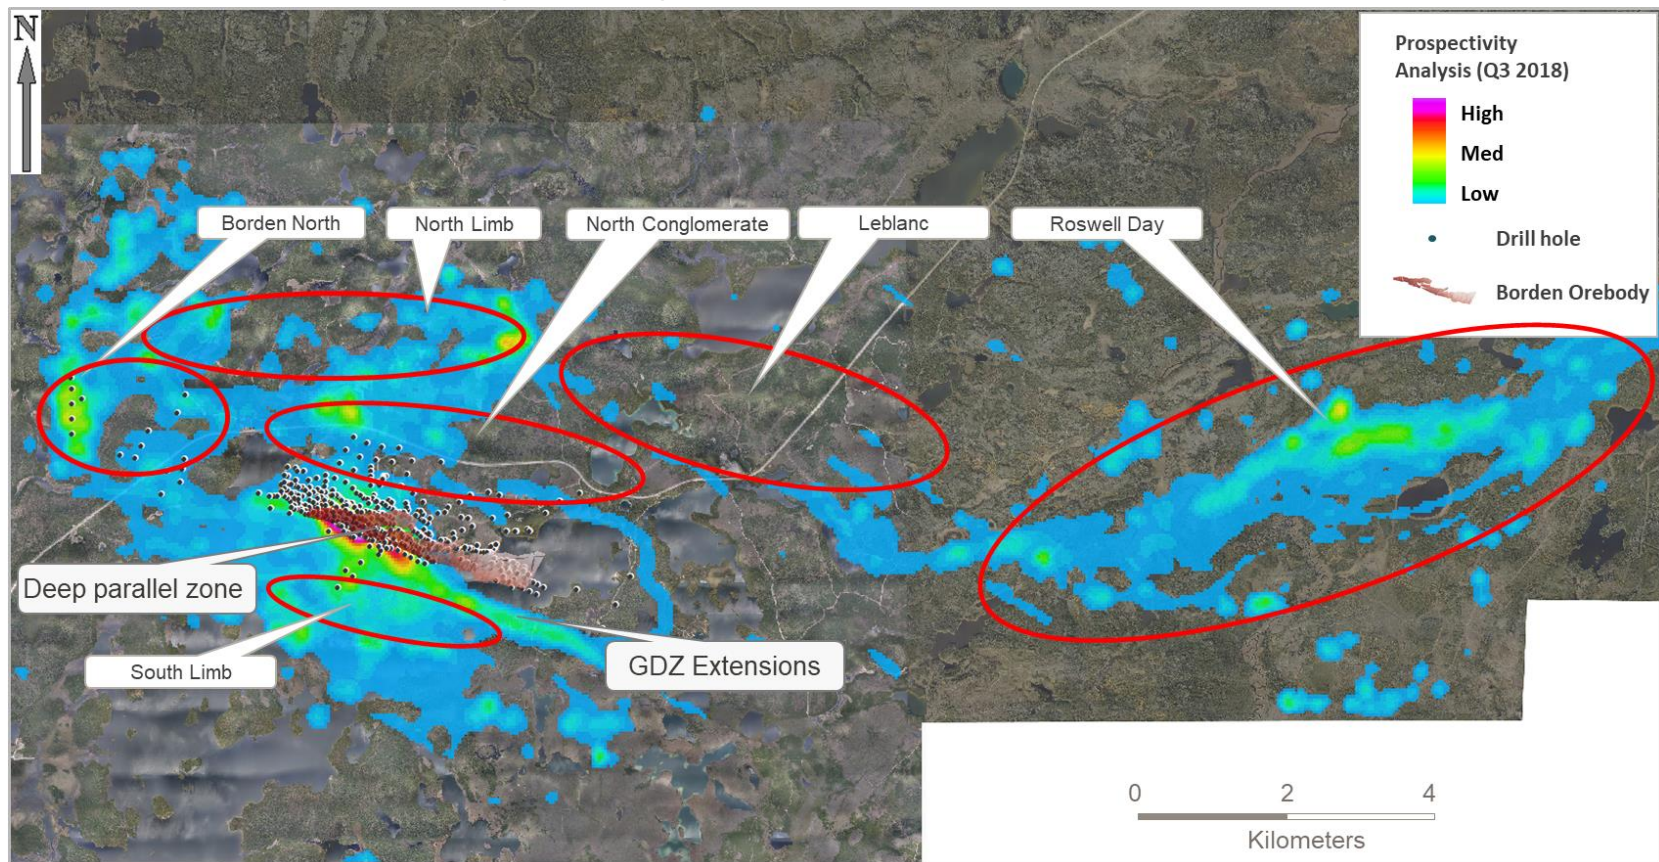 N
Prospectivity
Analysis (Q3 2018)
High
Med
Low
Drill hole
Borden Orebody
Borden North
North Limb
North Conglomerate
Leblanc
Roswell Day
Deep parallel zone
South Limb
GDZ Extensions
0 2 4
Kilometers